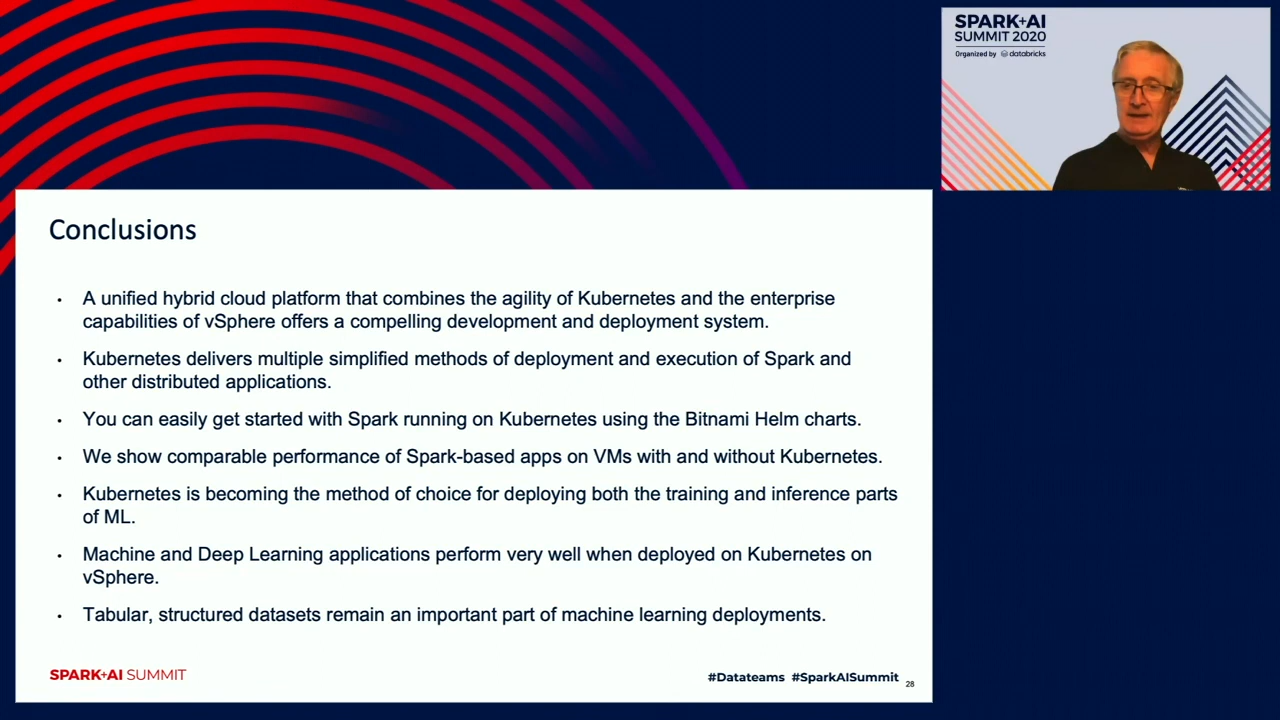 SPARK+AI
SUMMIT 2020
Organized by databricks
Conclusions
• A unified hybrid cloud platform that combines the agility of Kubernetes and the enterprise
capabilities of vSphere offers a compelling development and deployment system.
• Kubernetes delivers multiple simplified methods of deployment and execution of Spark and
other distributed applications.
• You can easily get started with Spark running on Kubernetes using the Bitnami Helm charts.
• We show comparable performance of Spark-based apps on VMs with and without Kubernetes.
• Kubernetes is becoming the method of choice for deploying both the training and inference parts
of ML.
• Machine and Deep Learning applications perform very well when deployed on Kubernetes on
vSphere.
• Tabular, structured datasets remain an important part of machine learning deployments.
SPARK+AI SUMMIT
#Datateams #SparkAISummit 28